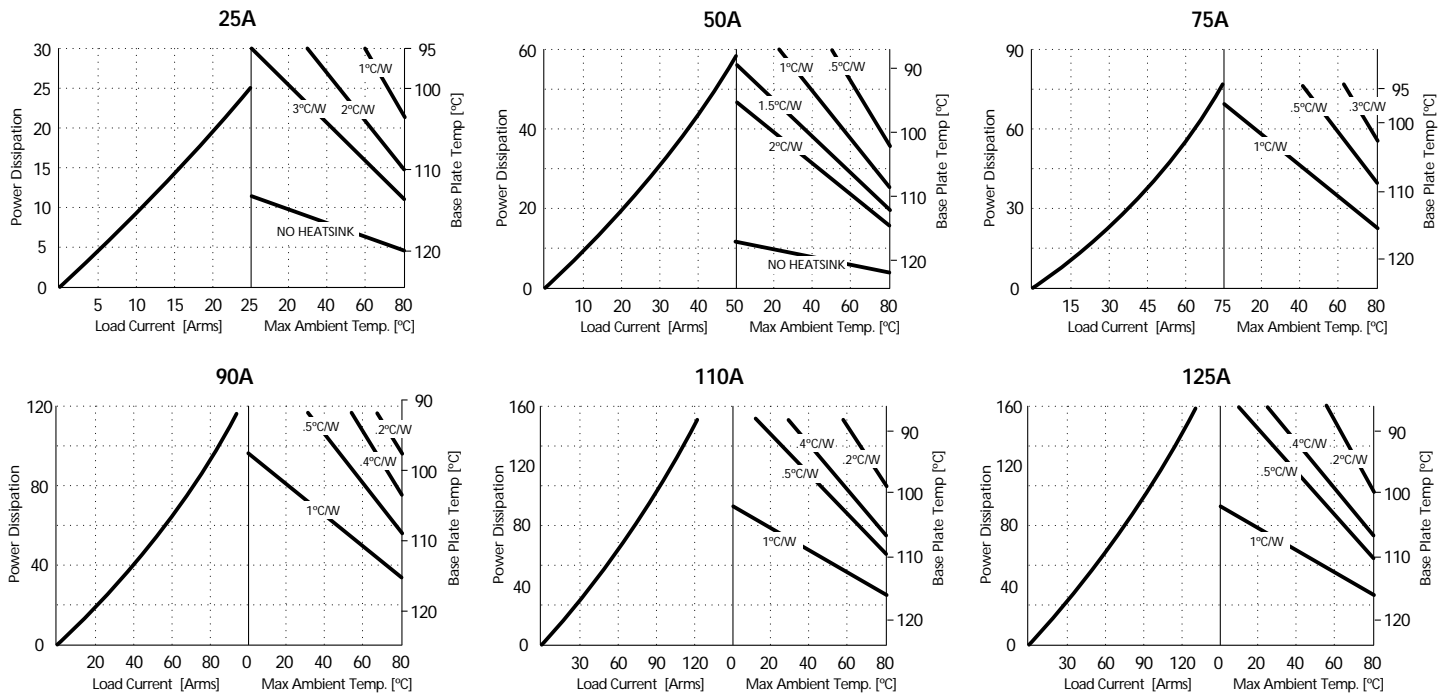 25A
30
25
20
15
10
5
0
Power Dissipation
5 10 15 20 25 20 40 60 80
Load Current [Arms] Max Ambient Temp. [ºC]
1ºC/W
2ºC/W
3ºC/W
NO HEATSINK
95
100
110
120
Base Plate Temp [ºC]
50A
60
40
20
0
Power Dissipation
10 20 30 40 50 20 40 60 80
Load Current [Arms] Max Ambient Temp. [ºC]
.5ºC/W
1ºC/W
1.5ºC/W
2ºC/W
NO HEATSINK
90
100
110
120
Base Plate Temp [ºC]
75A
90
60
30
0
Power Dissipation
15 30 45 60 75 20 40 60 80
Load Current [Arms] Max Ambient Temp. [ºC]
.3ºC/W
.5ºC/W
1ºC/W
95
100
110
120
Base Plate Temp [ºC]
90A
120
80
40
0
Power Dissipation
20 40 60 80 0 20 40 60 80
Load Current [Arms] Max Ambient Temp. [ºC]
.5ºC/W
.2ºC/W
.4ºC/W
1ºC/W
90
100
110
120
Base Plate Temp [ºC]
110A
160
120
80
40
0
Power Dissipation
30 60 90 120 0 20 40 60 80
Load Current [Arms] Max Ambient Temp. [ºC]
.4ºC/W
.2ºC/W
.5ºC/W
1ºC/W
90
100
110
120
Base Plate Temp [ºC]
125A
160
120
80
40
0
Power Dissipation
30 60 90 120 0 20 40 60 80
Load Current [Arms] Max Ambient Temp. [ºC]
.4ºC/W
.2ºC/W
.5ºC/W
1ºC/W
90
100
110
120
Base Plate Temp [ºC]